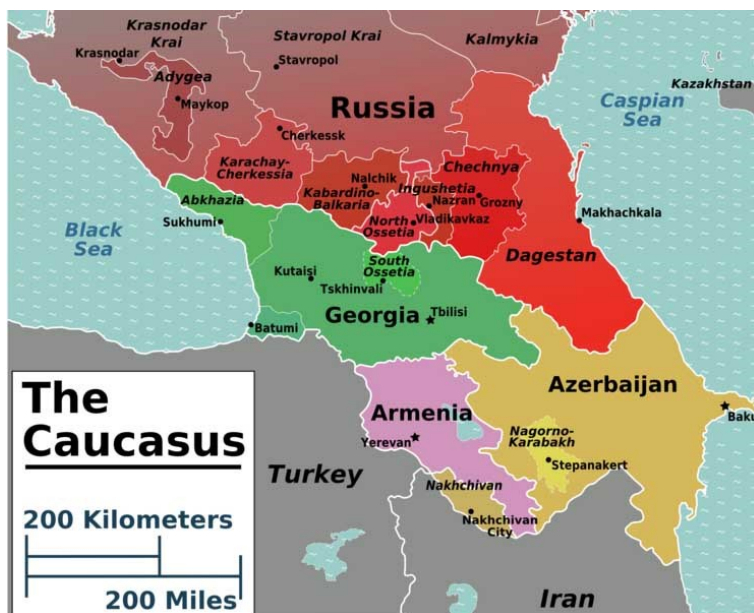 Krasnodar
Krai
Krasnodar
Adygea
Maykop
Stavropol Krai
Stavropol
Kalmykia
Kazakhstan
Caspian
Sea
Russia
Cherkessk
Karachay-
Cherkessia
Nalchik
Kabardino-
Balkaria
Ingushetia
Nazran
Chechnya
Grozny
North
Ossetia
Vladikavkaz
Makhachkala
Dagestan
Abkhazia
Sukhumi
Black
Sea
South
Ossetia
Kutaisi
Tskhinvali
Georgia
Tbilisi
Batumi
Azerbaijan
Baku
Armenia
Yerevan
Nagorno-
Karabakh
Stepanakert
Nakhchivan
Nakhchivan
City
Turkey
Iran
The
Caucasus
200 Kilometers
200 Miles